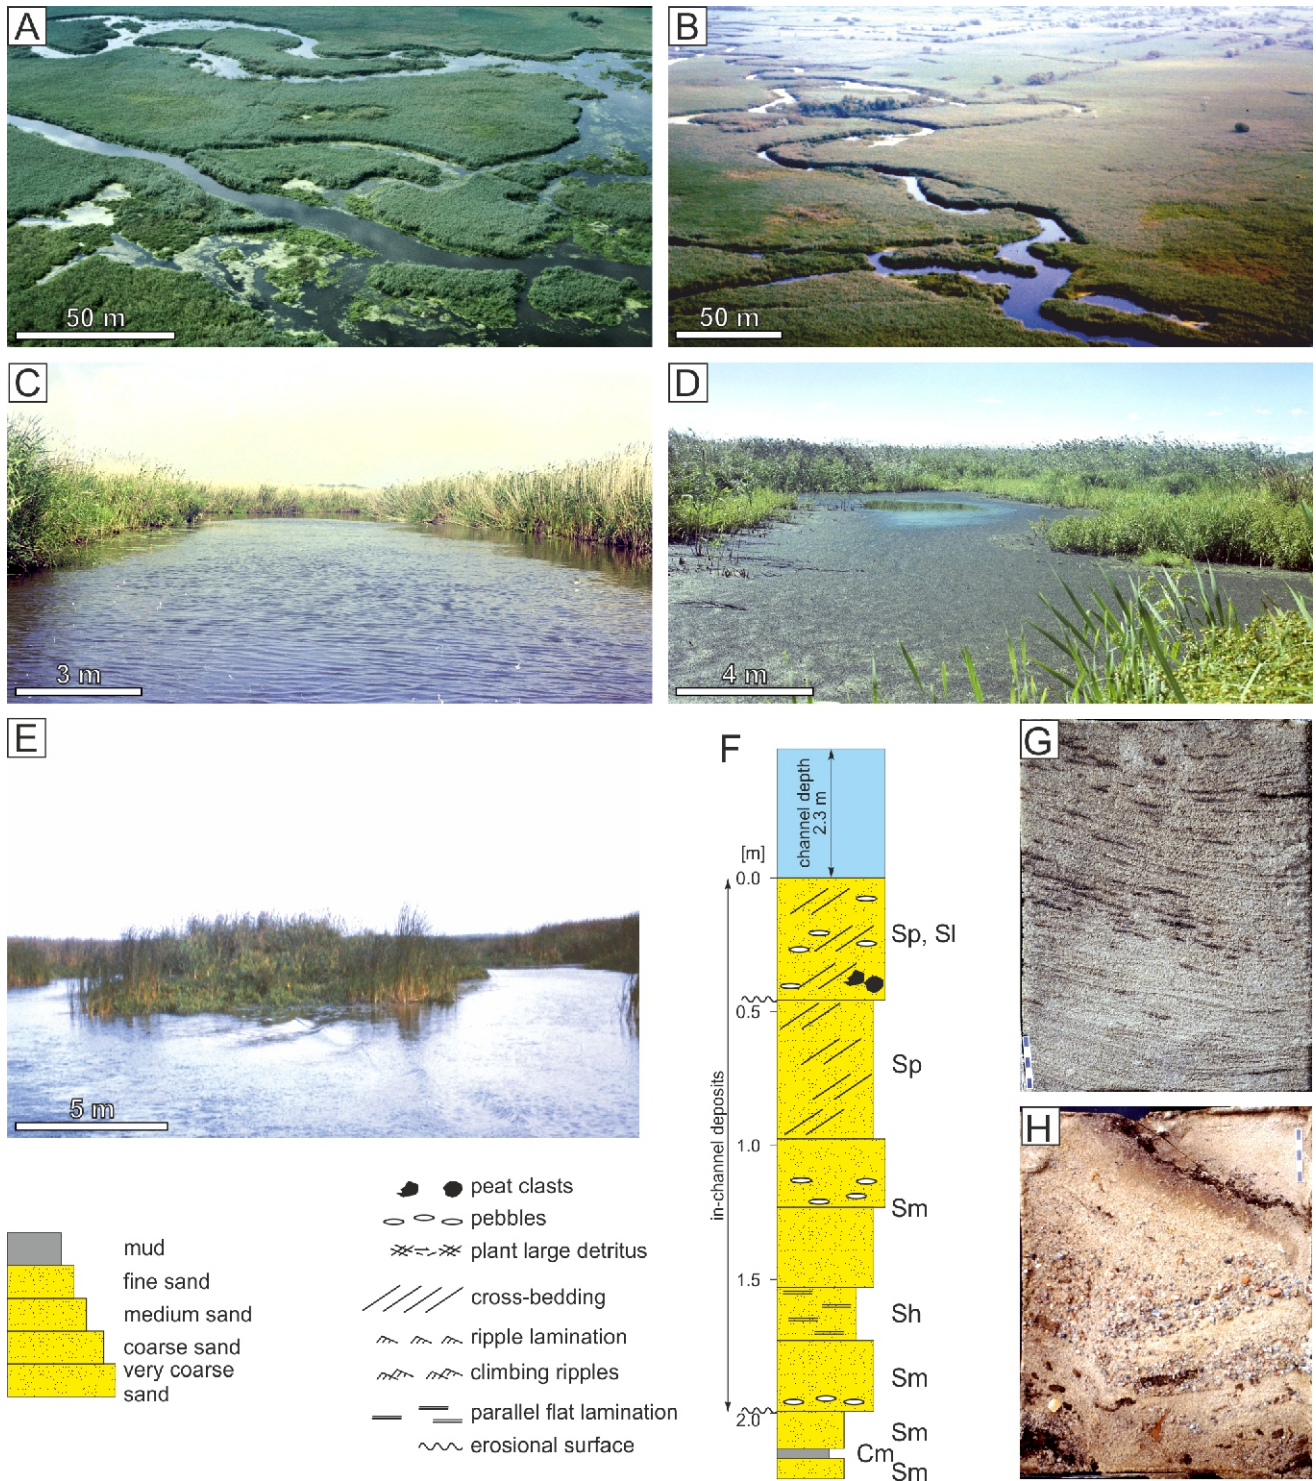 A
50 m
B
50 m
C
3 m
D
4 m
E
5 m
F
channel depth
2.3 m
[m]
0.0
0.5
1.0
1.5
2.0
in-channel deposits
Sp, Sl
Sp
Sm
Sh
Sm
Sm
Cm
Sm
G
H
mud
fine sand
medium sand
coarse sand
very coarse
sand
peat clasts
pebbles
plant large detritus
cross-bedding
ripple lamination
climbing ripples
parallel flat lamination
erosional surface